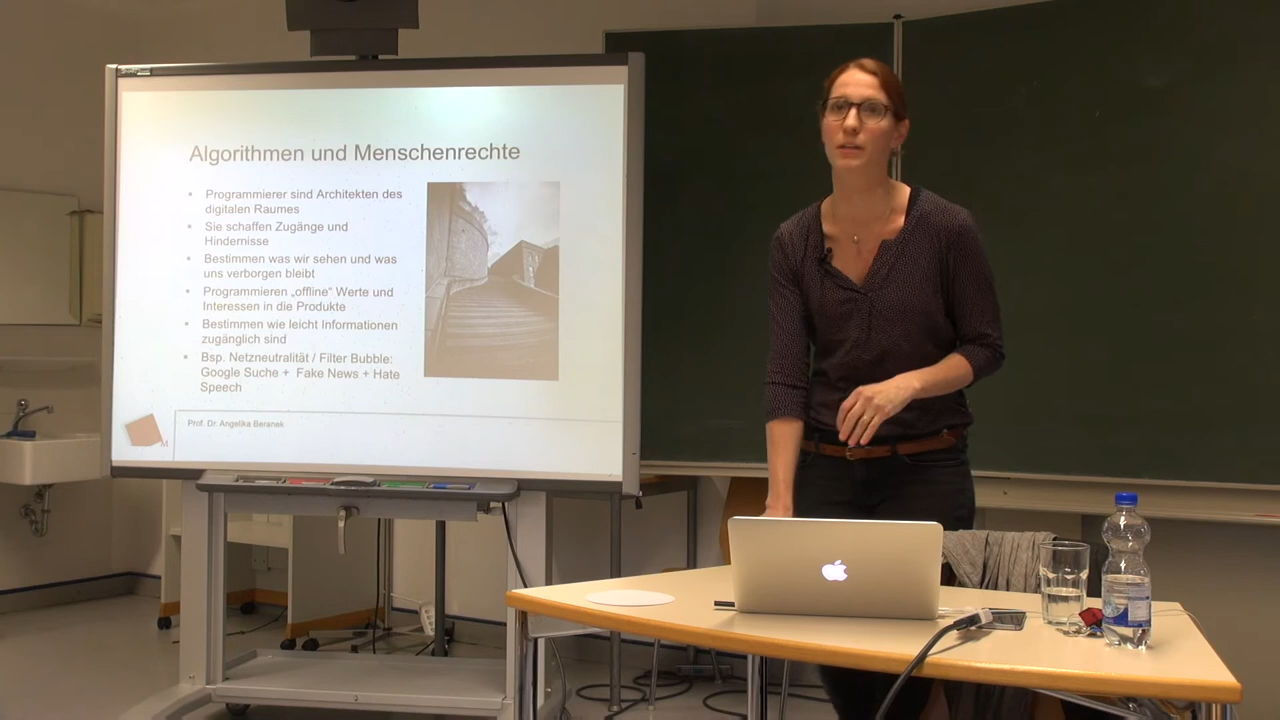 Algorithmen und Menschenrechte
• Programmierer sind Architekten des
digitalen Raumes
• Sie schaffen Zugänge und
Hindernisse
• Bestimmen was wir sehen und was
uns verborgen bleibt
• Programmieren „offline“ Werte und
Interessen in die Produkte
• Bestimmen wie leicht Informationen
zugänglich sind
• Bsp. Netzneutralität / Filter Bubble:
Google Suche + Fake News + Hate
Speech
Prof. Dr. Angelika Beranek
M